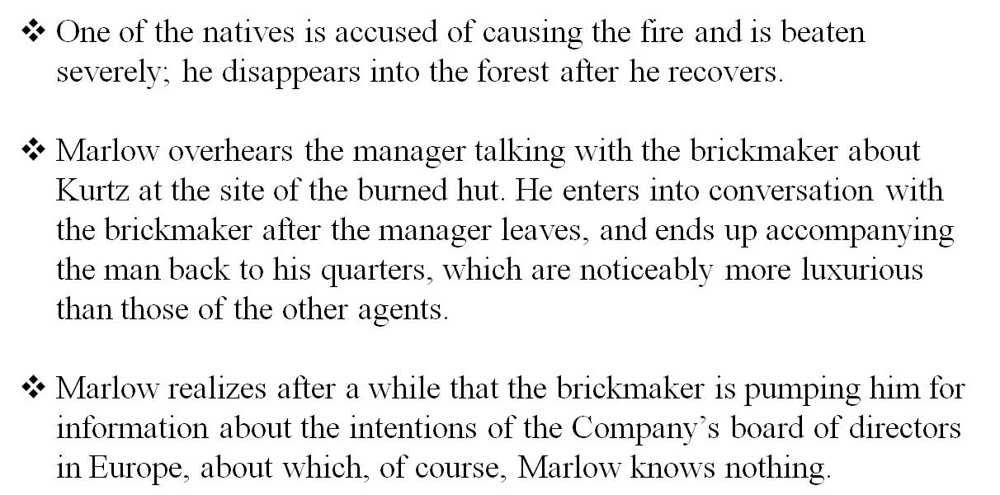 ❖ One of the natives is accused of causing the fire and is beaten
severely; he disappears into the forest after he recovers.
❖ Marlow overhears the manager talking with the brickmaker about
Kurtz at the site of the burned hut. He enters into conversation with
the brickmaker after the manager leaves, and ends up accompanying
the man back to his quarters, which are noticeably more luxurious
than those of the other agents.
❖ Marlow realizes after a while that the brickmaker is pumping him for
information about the intentions of the Company’s board of directors
in Europe, about which, of course, Marlow knows nothing.